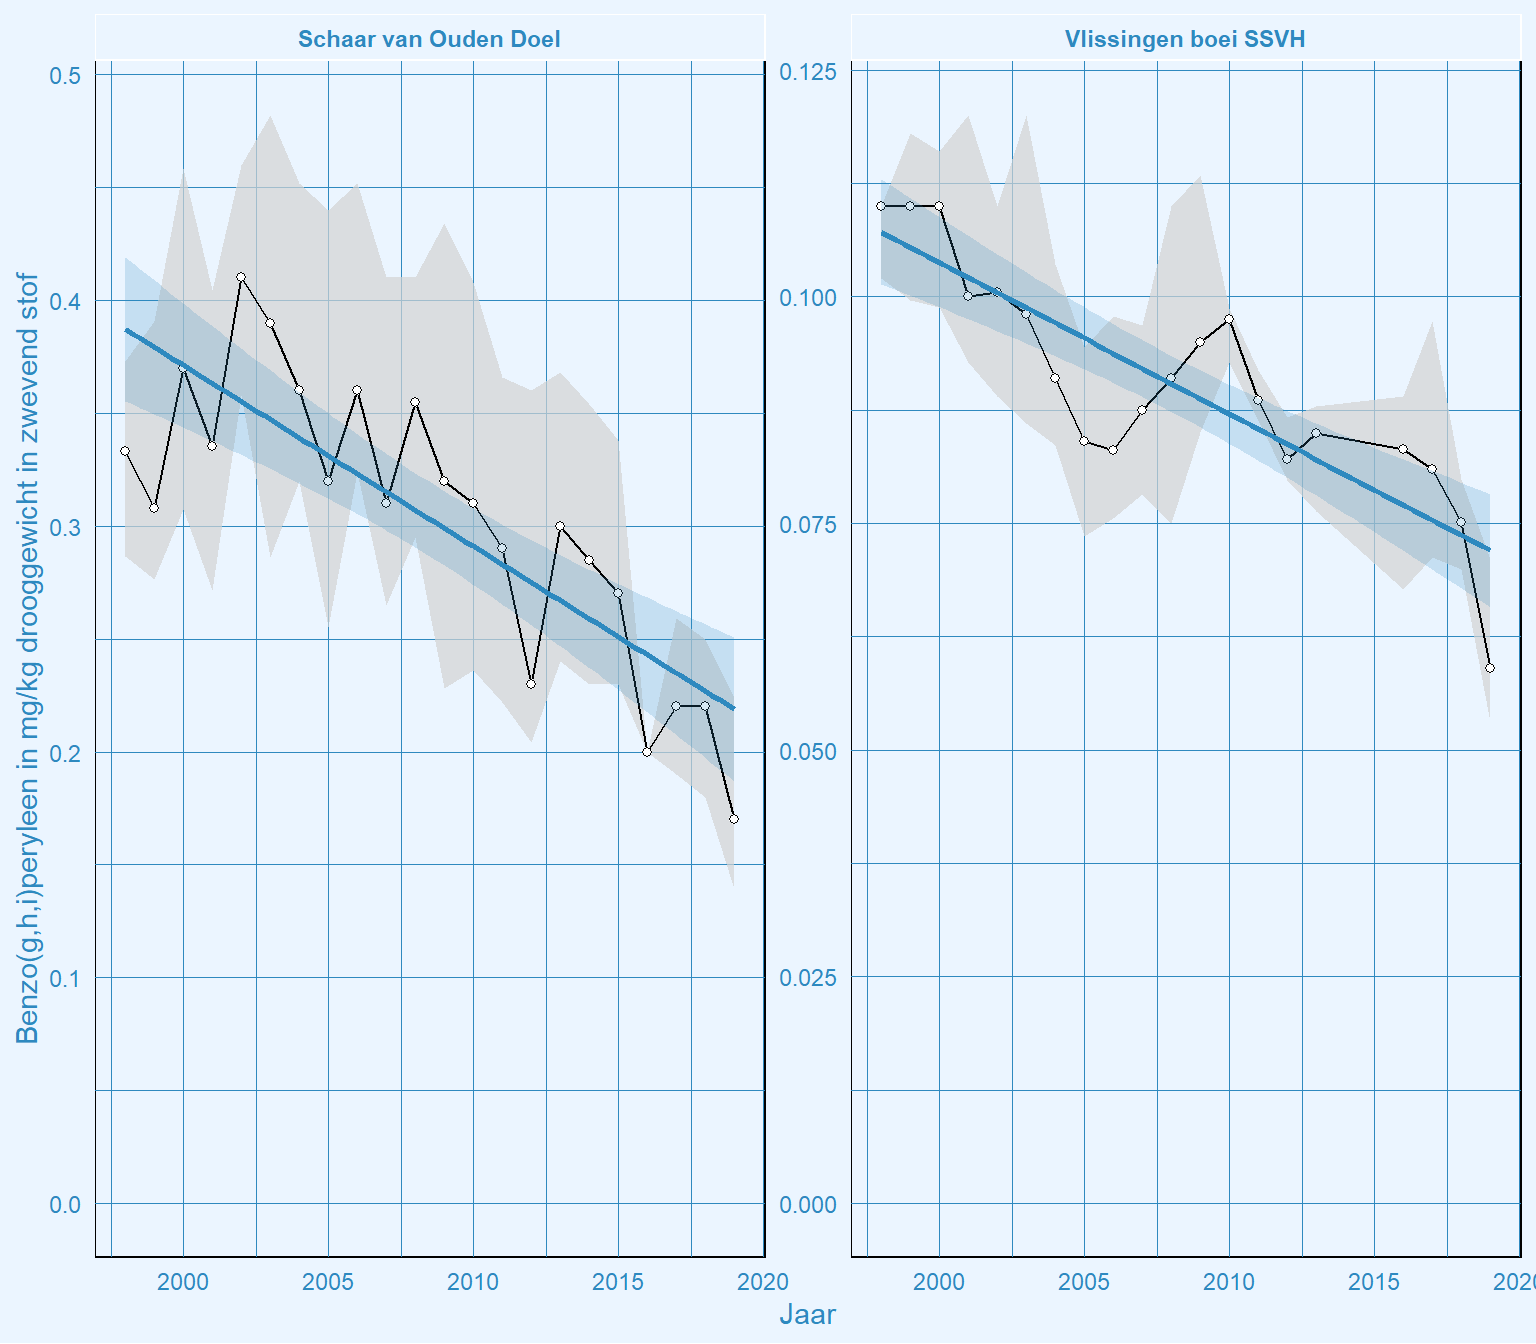 Schaar van Ouden Doel
Vlissingen boei SSVH
Benzo(g,h,i)peryleen in mg/kg drooggewicht in zwevend stof
0.5
0.4
0.3
0.2
0.1
0.0
0.125
0.100
0.075
0.050
0.025
0.000
2000 2005 2010 2015 2020
2000 2005 2010 2015 2020
Jaar